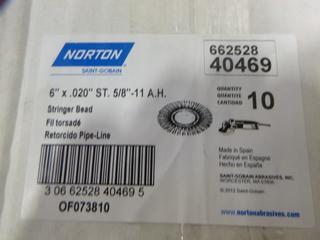 NORTON
SAINT-GOBAIN
662528
40469
6" x .020" ST. 5/8"-11 A.H.
Stringer Bead
Fil torsadé
Retorcido Pipe-Line
QUANTITY
QUANTITE
CANTIDAD
10
Made in Spain
Fabriqué en Espagne
Hecho en España
SAINT-GOBAIN ABRASIVES, INC.
WORCESTER, MA 01606
© 2012 Saint-Gobain
3 06 62528 40469 5
OF073810
www.nortonabrasives.com